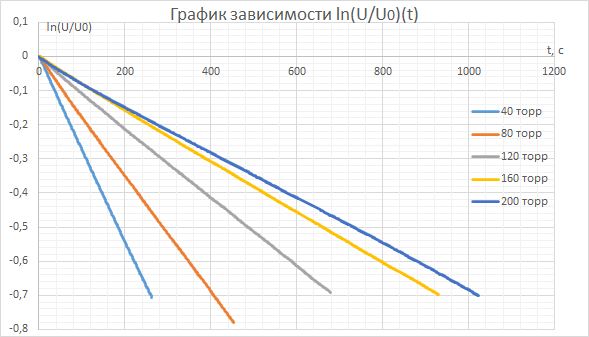 График зависимости ln(U/U0)(t)
ln(U/U0)
t, с
0,1
0
-0,1
-0,2
-0,3
-0,4
-0,5
-0,6
-0,7
-0,8
0 200 400 600 800 1000 1200
40 торр
80 торр
120 торр
160 торр
200 торр